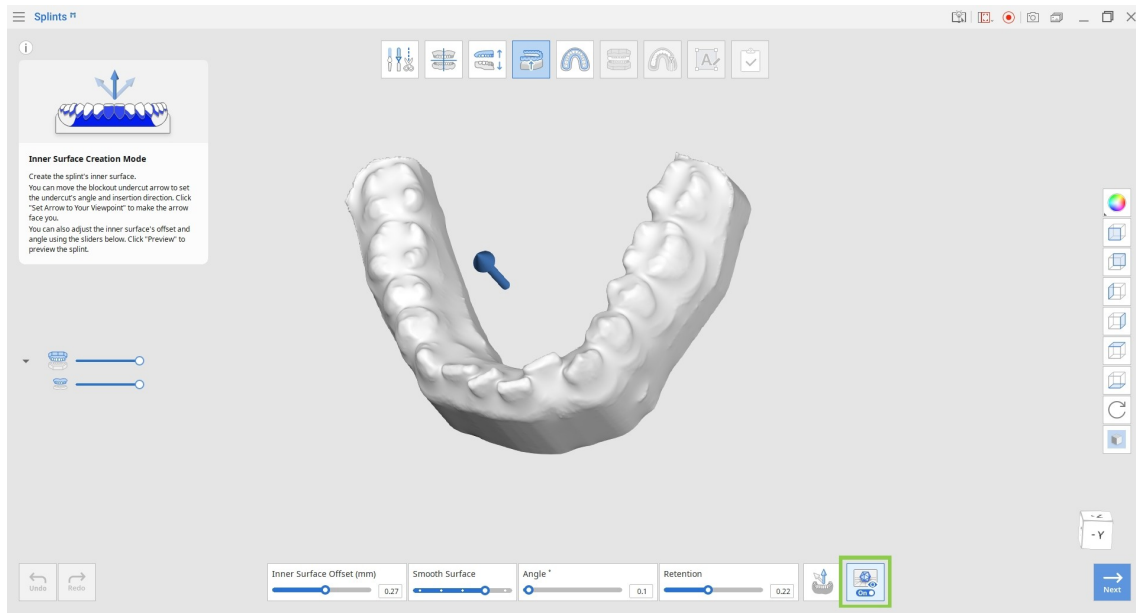 Splints
Inner Surface Creation Mode
Create the splint's inner surface.
You can move the blockout undercut arrow to set
the undercut's angle and insertion direction. Click
"Set Arrow to Your Viewpoint" to make the arrow
face you.
You can also adjust the inner surface's offset and
angle using the sliders below. Click "Preview" to
preview the splint.
- Z
- Y
Undo
Redo
Inner Surface Offset (mm)
0.27
Smooth Surface
Angle °
0.1
Retention
0.22
On
Next